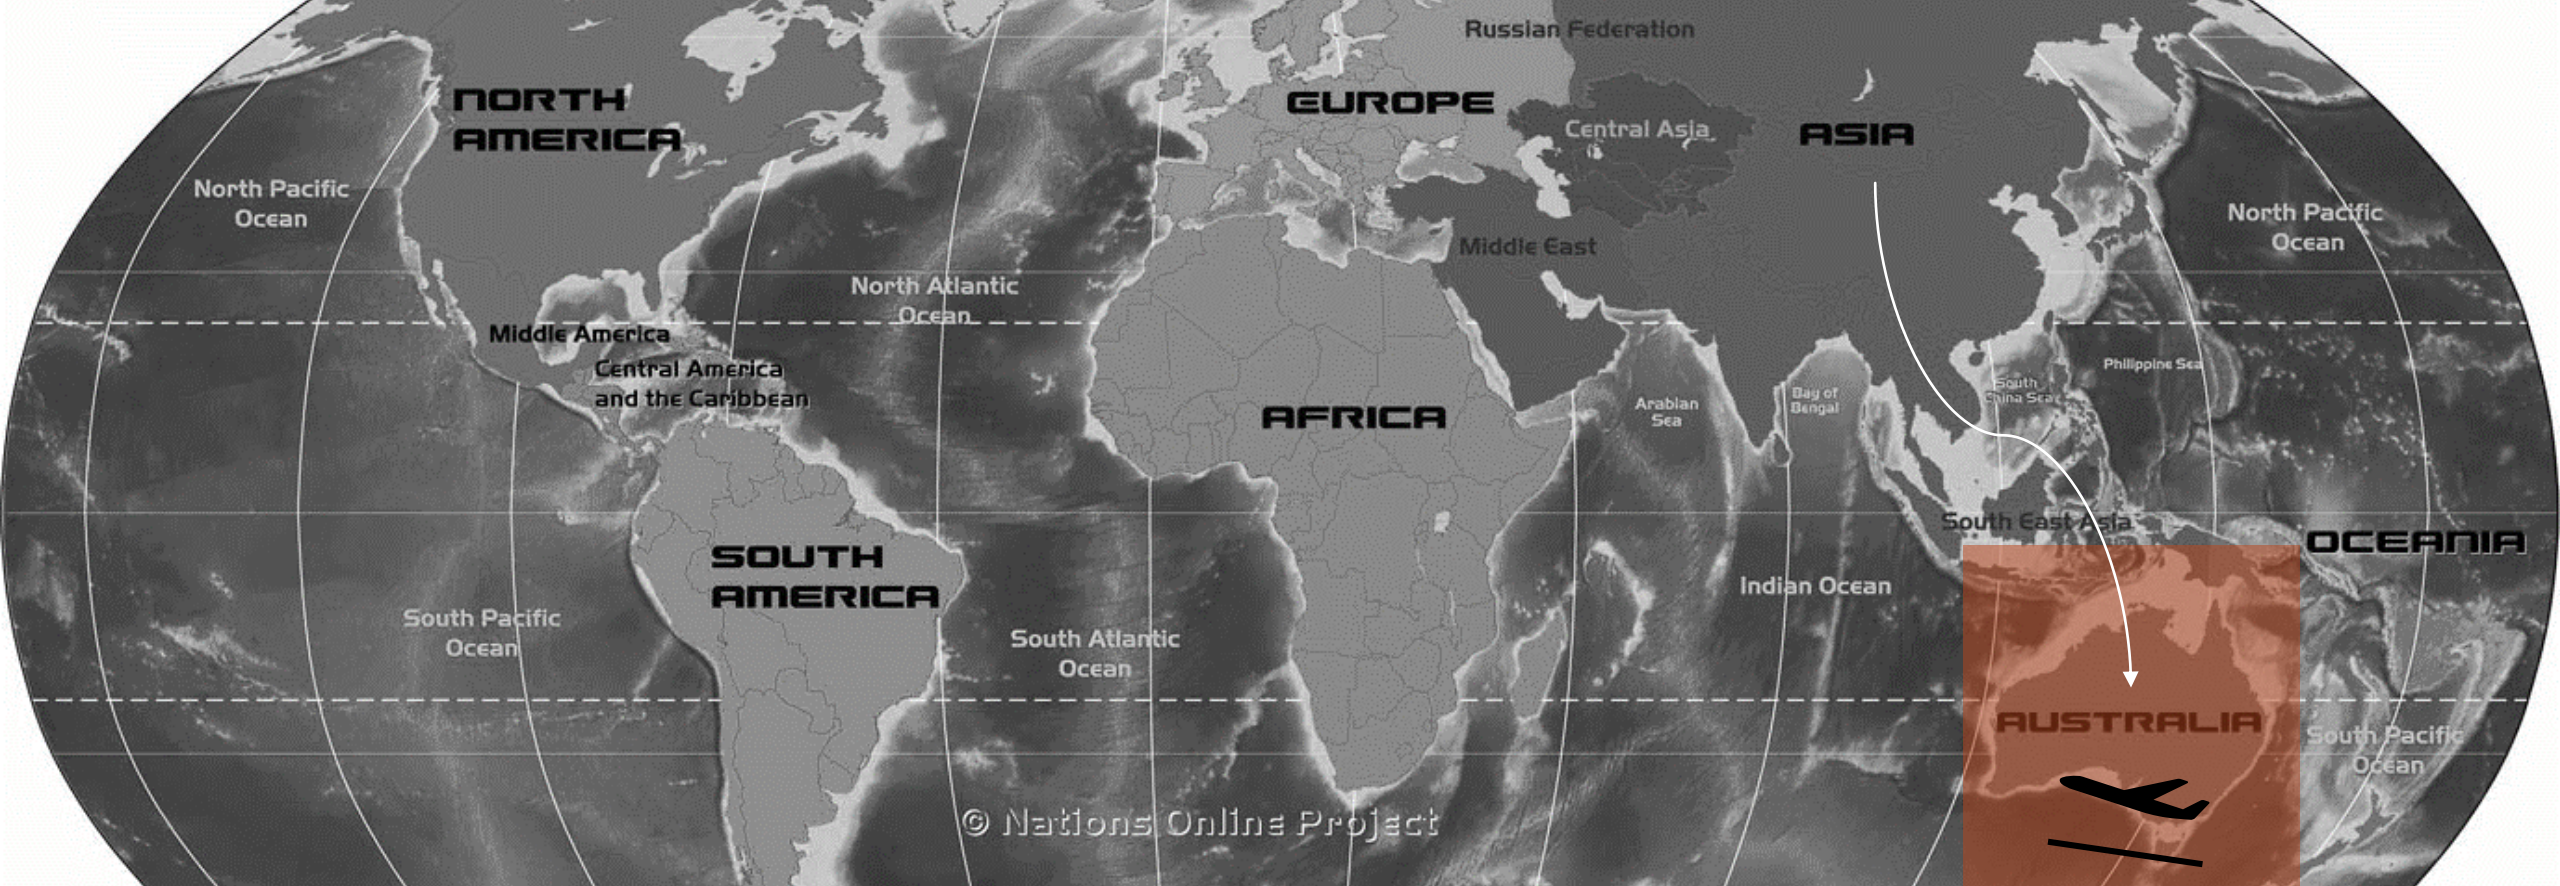 Russian Federation
NORTH
AMERICA
EUROPE
Central Asia
ASIA
North Pacific
Ocean
North Pacific
Ocean
Middle East
North Atlantic
Ocean
Middle America
Central America
and the Caribbean
Philippine Sea
South
China Sea
Bay of
Bengal
Arabian
Sea
AFRICA
South East Asia
OCEANIA
SOUTH
AMERICA
Indian Ocean
South Pacific
Ocean
South Atlantic
Ocean
AUSTRALIA
South Pacific
Ocean
© Nations Online Project